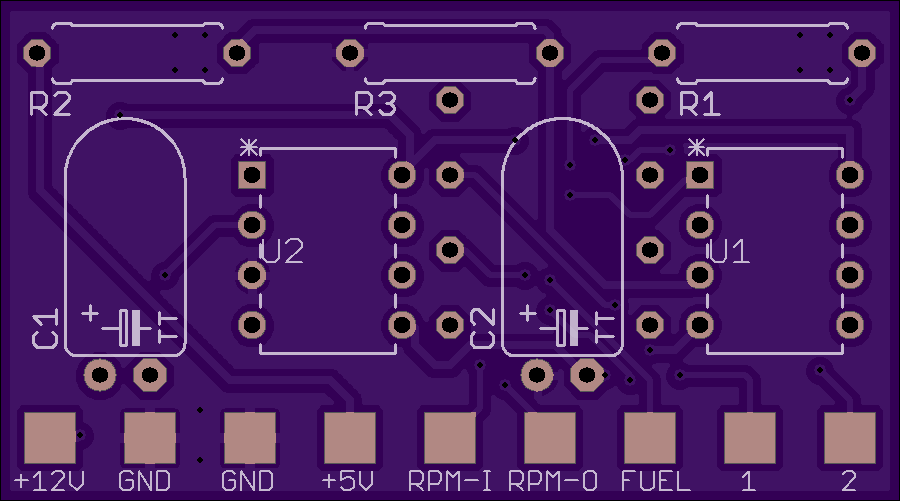 R2 R3 R1
* *
U2 U1
C1 + TT C2 + TT
+12V GND GND +5V RPM-I RPM-O FUEL 1 2